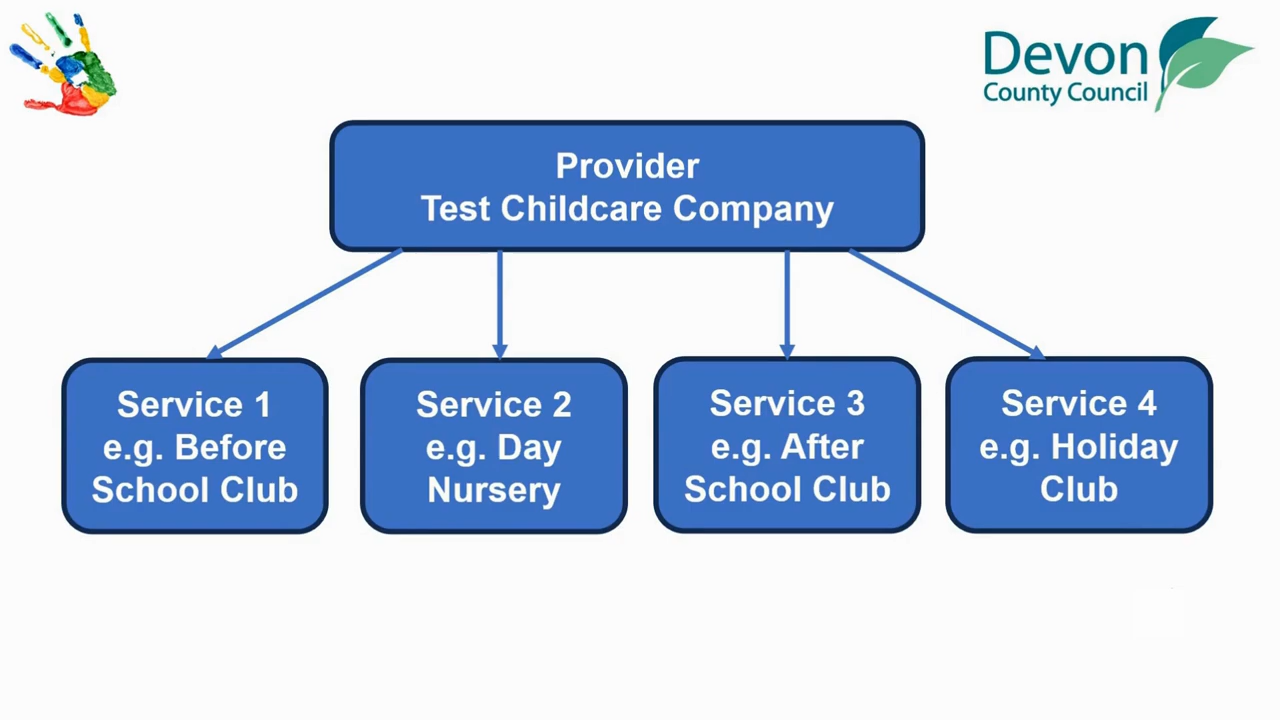 Devon
County Council
Provider
Test Childcare Company
Service 1
e.g. Before
School Club
Service 2
e.g. Day
Nursery
Service 3
e.g. After
School Club
Service 4
e.g. Holiday
Club